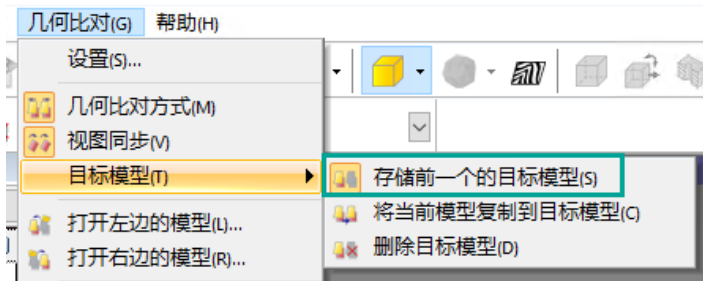 几何比对(G) 帮助(H)
设置(S)...
几何比对方式(M)
视图同步(V)
目标模型(T)
存储前一个的目标模型(S)
将当前模型复制到目标模型(C)
打开左边的模型(L)...
删除目标模型(D)
打开右边的模型(R)...